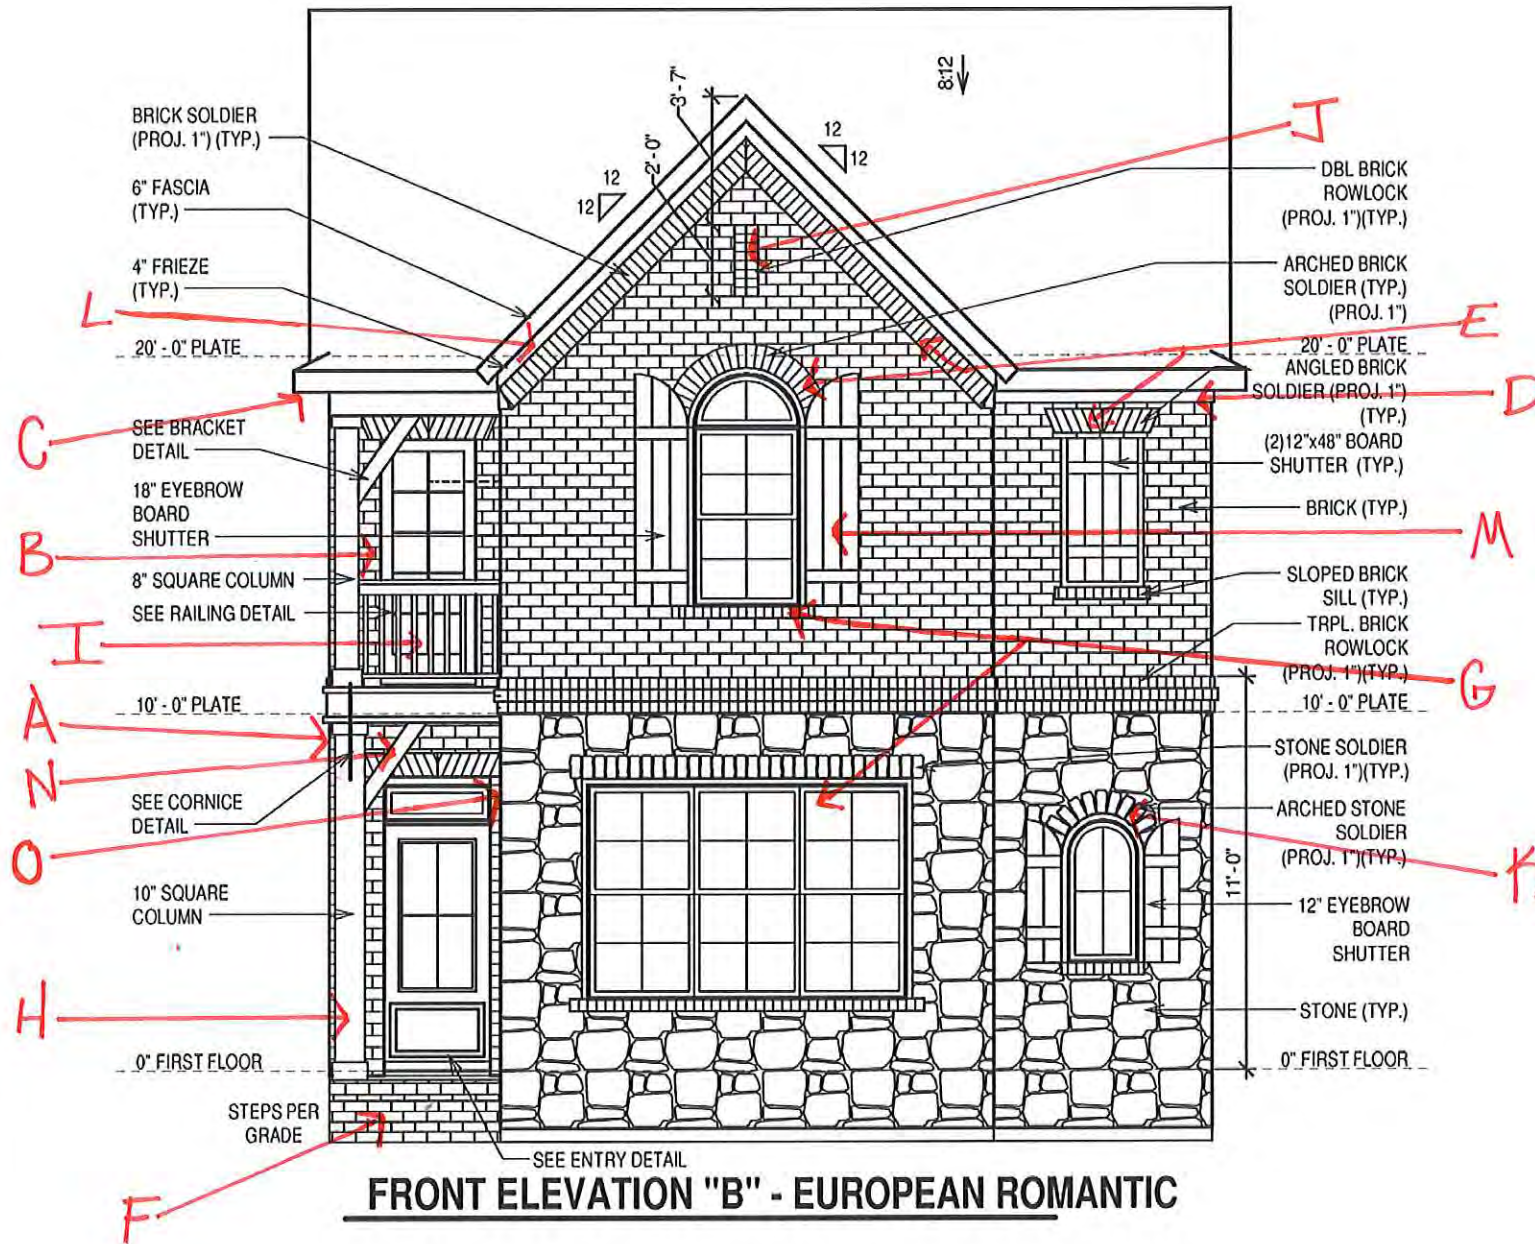 8:12
3'-7"
2'-0"
12
12
12
12
BRICK SOLDIER
(PROJ. 1") (TYP.)
6" FASCIA
(TYP.)
4" FRIEZE
(TYP.)
L
20' - 0" PLATE
C
SEE BRACKET
DETAIL
18" EYEBROW
BOARD
SHUTTER
B
8" SQUARE COLUMN
SEE RAILING DETAIL
I
A
10' - 0" PLATE
N
SEE CORNICE
DETAIL
O
10" SQUARE
COLUMN
H
0" FIRST FLOOR
STEPS PER
GRADE
F
SEE ENTRY DETAIL
J
DBL BRICK
ROWLOCK
(PROJ. 1")(TYP.)
ARCHED BRICK
SOLDIER (TYP.)
(PROJ. 1")
E
20' - 0" PLATE
ANGLED BRICK
SOLDIER (PROJ. 1")
(TYP.)
D
(2)12"x48" BOARD
SHUTTER (TYP.)
BRICK (TYP.)
M
SLOPED BRICK
SILL (TYP.)
TRPL. BRICK
ROWLOCK
(PROJ. 1")(TYP.)
G
10' - 0" PLATE
STONE SOLDIER
(PROJ. 1")(TYP.)
ARCHED STONE
SOLDIER
(PROJ. 1")(TYP.)
K
11'-0"
12" EYEBROW
BOARD
SHUTTER
STONE (TYP.)
0" FIRST FLOOR
FRONT ELEVATION "B" - EUROPEAN ROMANTIC